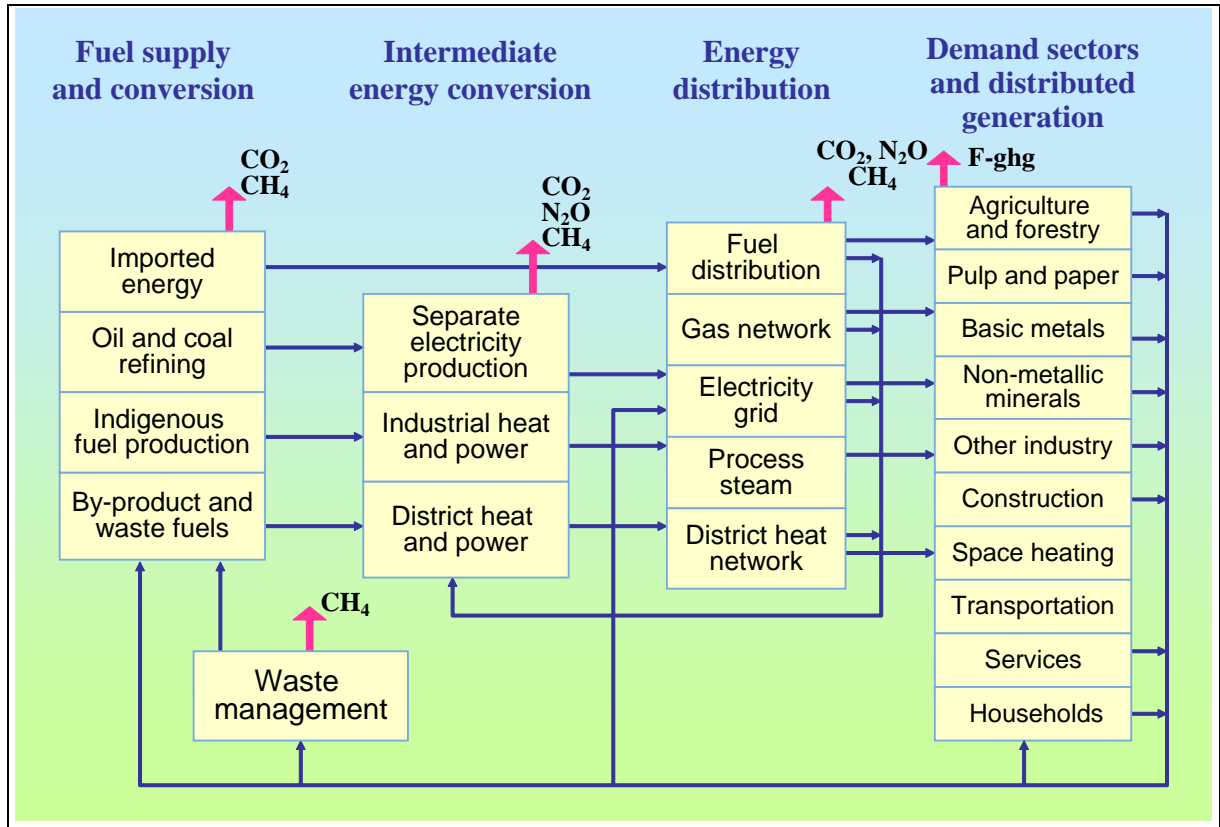 Fuel supply
and conversion
Intermediate
energy conversion
Energy
distribution
Demand sectors
and distributed
generation
CO₂
CH₄
CO₂
N₂O
CH₄
CO₂, N₂O
CH₄
F-ghg
Imported
energy
Oil and coal
refining
Indigenous
fuel production
By-product and
waste fuels
Separate
electricity
production
Industrial heat
and power
District heat
and power
Fuel
distribution
Gas network
Electricity
grid
Process
steam
District heat
network
Agriculture
and forestry
Pulp and paper
Basic metals
Non-metallic
minerals
Other industry
Construction
Space heating
Transportation
Services
Households
CH₄
Waste
management